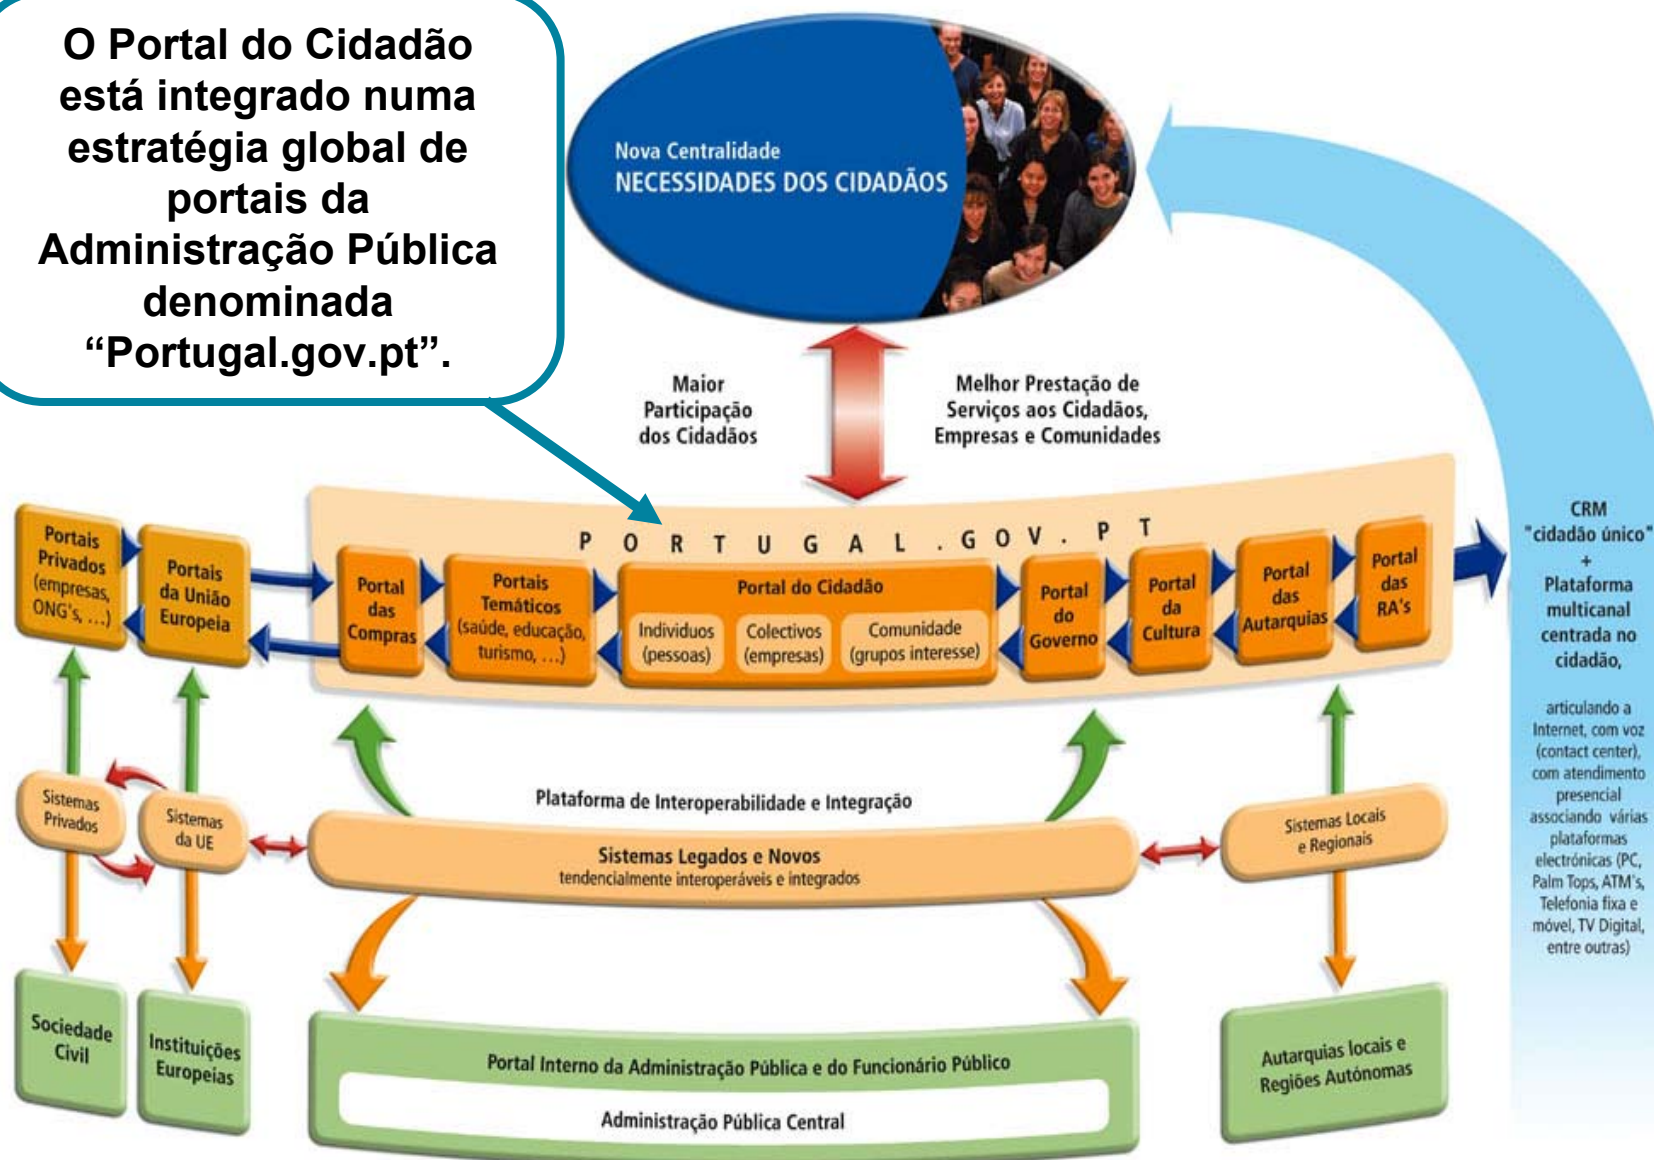 O Portal do Cidadão
está integrado numa
estratégia global de
portais da
Administração Pública
denominada
“Portugal.gov.pt”.
Nova Centralidade
NECESSIDADES DOS CIDADÃOS
Maior
Participação
dos Cidadãos
Melhor Prestação de
Serviços aos Cidadãos,
Empresas e Comunidades
PORTUGAL.GOV.PT
Portais
Privados
(empresas,
ONG's, ...)
Portais
da União
Europeia
Portal
das
Compras
Portais
Temáticos
(saúde, educação,
turismo, ...)
Portal do Cidadão
Individuos
(pessoas)
Colectivos
(empresas)
Comunidade
(grupos interesse)
Portal
do
Governo
Portal
da
Cultura
Portal
das
Autarquias
Portal
das
RA's
CRM
"cidadão único"
+
Plataforma
multicanal
centrada no
cidadão,
articulando a
Internet, com voz
(contact center),
com atendimento
presencial
associando várias
plataformas
electrónicas (PC,
Palm Tops, ATM's,
Telefonia fixa e
móvel, TV Digital,
entre outras)
Sistemas
Privados
Sistemas
da UE
Plataforma de Interoperabilidade e Integração
Sistemas Legados e Novos
tendencialmente interoperáveis e integrados
Sistemas Locais
e Regionais
Sociedade
Civil
Instituições
Europeias
Portal Interno da Administração Pública e do Funcionário Público
Administração Pública Central
Autarquias locais e
Regiões Autónomas